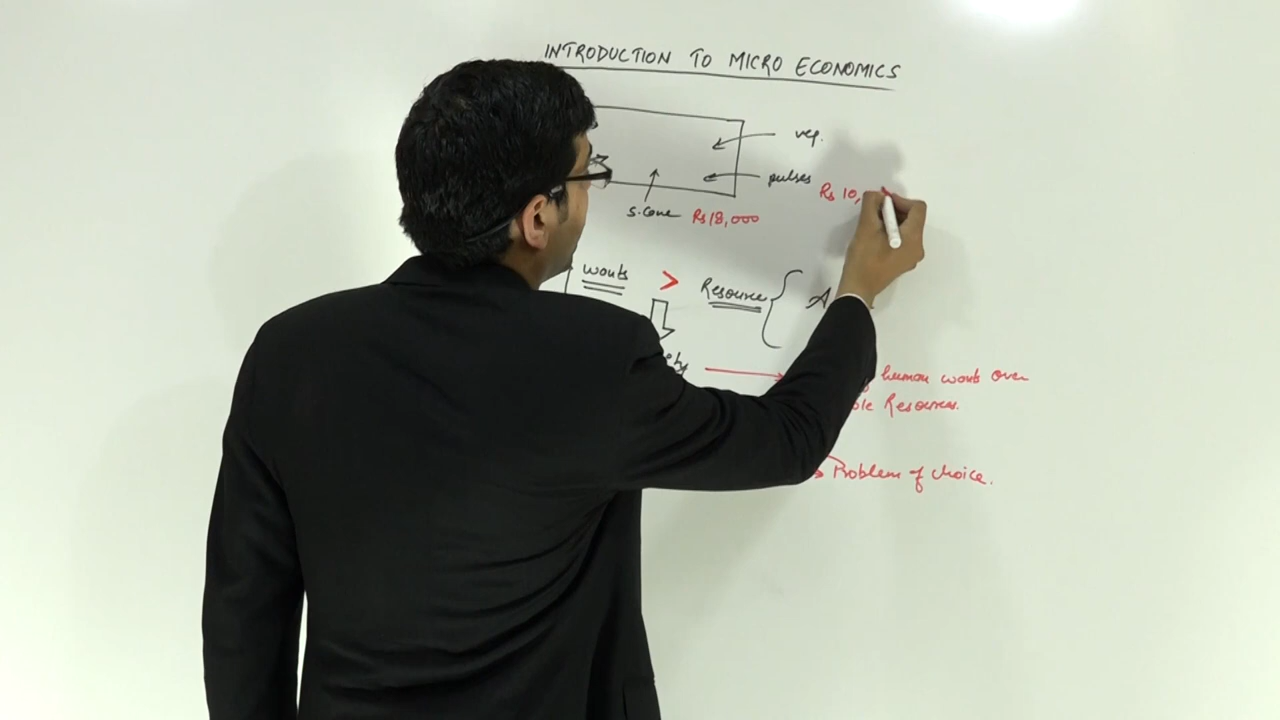 INTRODUCTION TO MICRO ECONOMICS
veg.
pulses Rs 10,
S.Cane Rs 18,000
wants > Resource { A
human wants over
ble Resources.
Problem of choice.